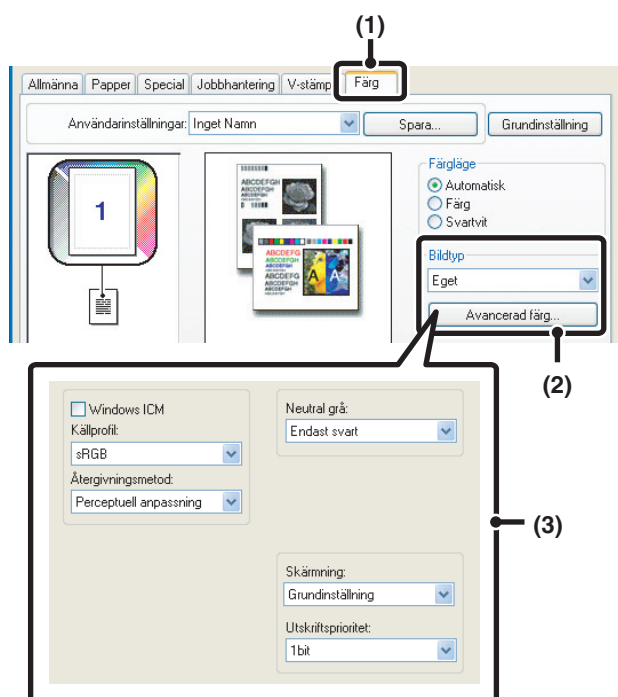 (1)
Allmänna Papper Special Jobbhantering V-stämp Färg
Användarinställningar: Inget Namn Spara... Grundinställning
Färgläge
Automatisk
Färg
Svartvit
1
ABCDEFGH
ABCDEFG
Bildtyp
Eget
Avancerad färg...
(2)
Windows ICM
Källprofil:
sRGB
Återgivningsmetod:
Perceptuell anpassning
Neutral grå:
Endast svart
(3)
Skärmning:
Grundinställning
Utskriftsprioritet:
1bit